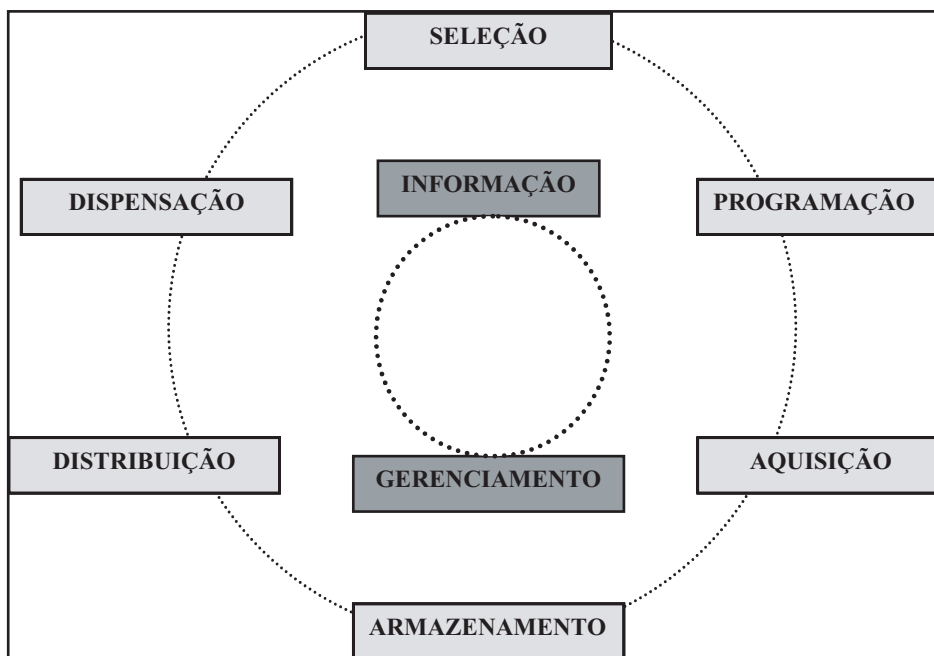 SELEÇÃO
DISPENSAÇÃO
INFORMAÇÃO
PROGRAMAÇÃO
DISTRIBUIÇÃO
GERENCIAMENTO
AQUISIÇÃO
ARMAZENAMENTO